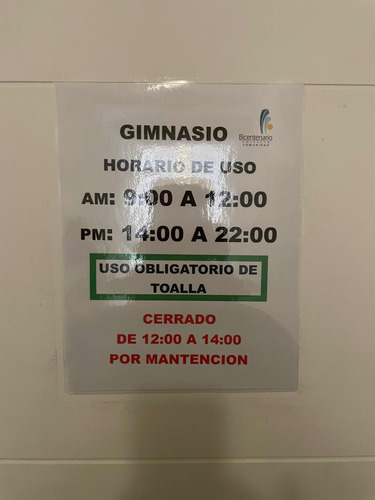 GIMNASIO
Bicentenario
COMUNIDAD
HORARIO DE USO
AM: 9:00 A 12:00
PM: 14:00 A 22:00
USO OBLIGATORIO DE
TOALLA
CERRADO
DE 12:00 A 14:00
POR MANTENCION